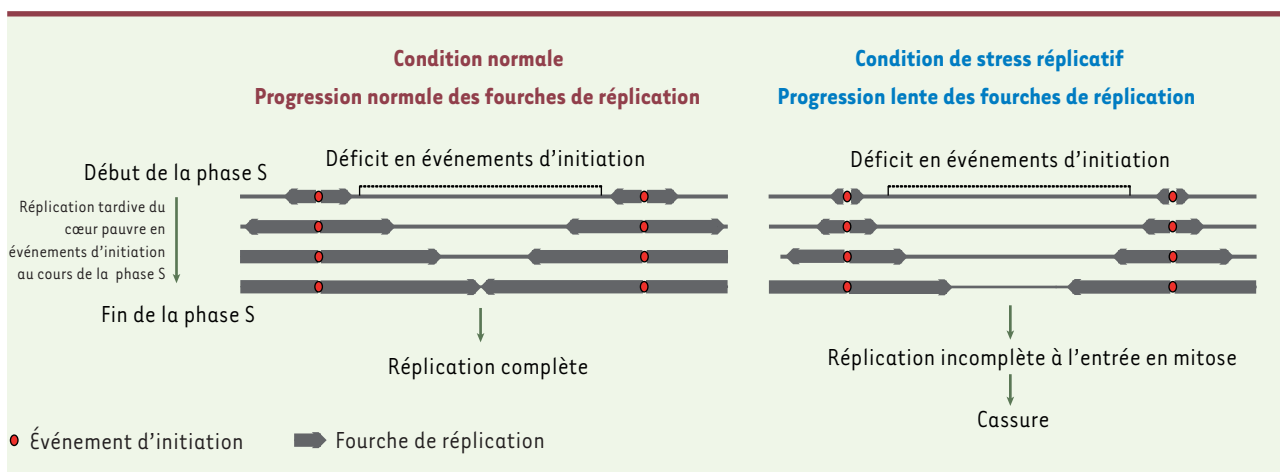 Condition normale
Progression normale des fourches de réplication
Condition de stress réplicatif
Progression lente des fourches de réplication
Début de la phase S
Déficit en événements d'initiation
Déficit en événements d'initiation
Réplication tardive du
cœur pauvre en
événements d'initiation
au cours de la phase S
Fin de la phase S
Réplication complète
Réplication incomplète à l'entrée en mitose
Cassure
Événement d'initiation
Fourche de réplication